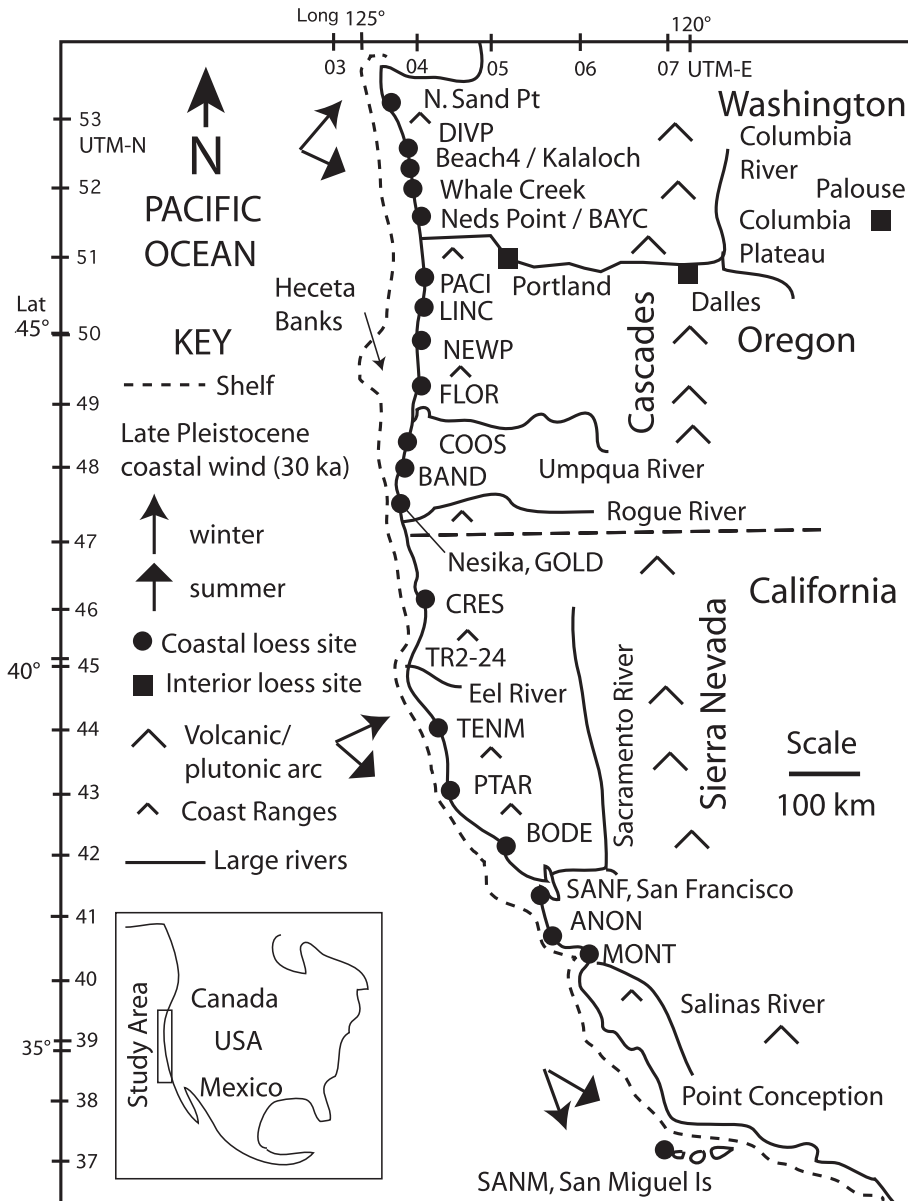 Long 125°
120°
03
04
05
06
07 UTM-E
53
UTM-N
52
51
Lat
45°
50
49
48
47
46
40°
45
44
43
42
41
40
35°
39
38
37
N
PACIFIC
OCEAN
Heceta
Banks
KEY
Shelf
Late Pleistocene
coastal wind (30 ka)
winter
summer
Coastal loess site
Interior loess site
Volcanic/
plutonic arc
Coast Ranges
Large rivers
N. Sand Pt
DIVP
Beach4 / Kalaloch
Whale Creek
Neds Point / BAYC
PACI
LINC
NEWP
FLOR
COOS
BAND
Nesika, GOLD
CRES
TR2-24
Eel River
TENM
PTAR
BODE
SANF, San Francisco
ANON
MONT
Salinas River
Point Conception
SANM, San Miguel Is
Washington
Columbia
River
Palouse
Columbia
Plateau
Portland
Dalles
Cascades
Oregon
Umpqua River
Rogue River
California
Sacramento River
Sierra Nevada
Scale
100 km
Study Area
Canada
USA
Mexico